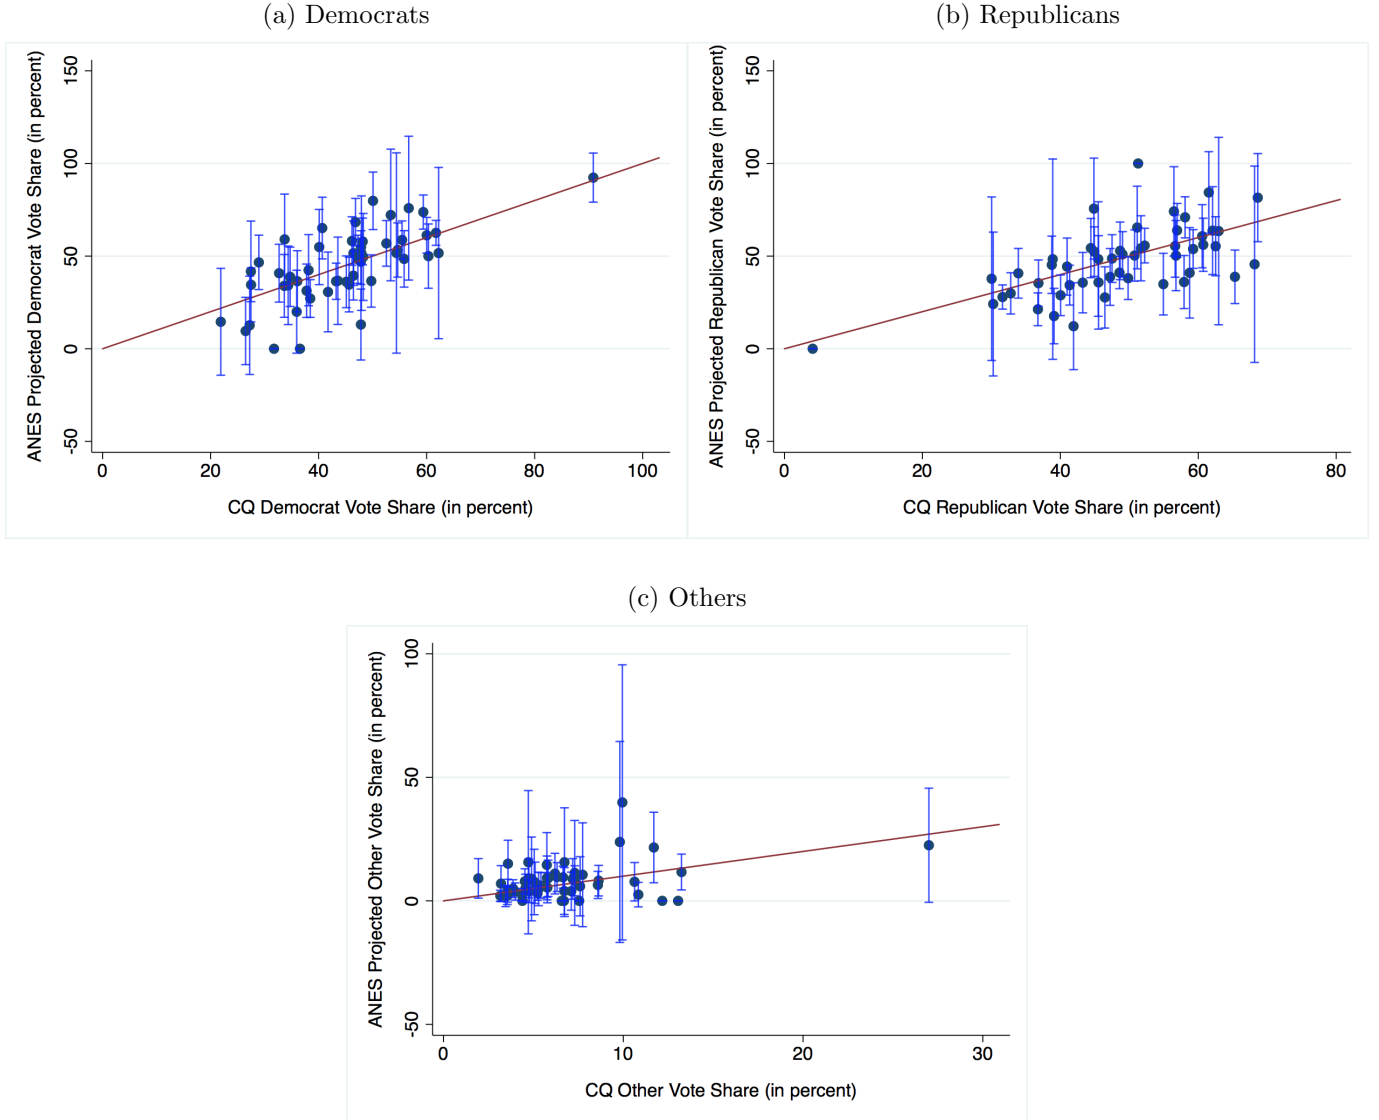 (a) Democrats
ANES Projected Democrat Vote Share (in percent)
150
100
50
0
-50
0 20 40 60 80 100
CQ Democrat Vote Share (in percent)
(b) Republicans
ANES Projected Republican Vote Share (in percent)
150
100
50
0
-50
0 20 40 60 80
CQ Republican Vote Share (in percent)
(c) Others
ANES Projected Other Vote Share (in percent)
100
50
0
-50
0 10 20 30
CQ Other Vote Share (in percent)